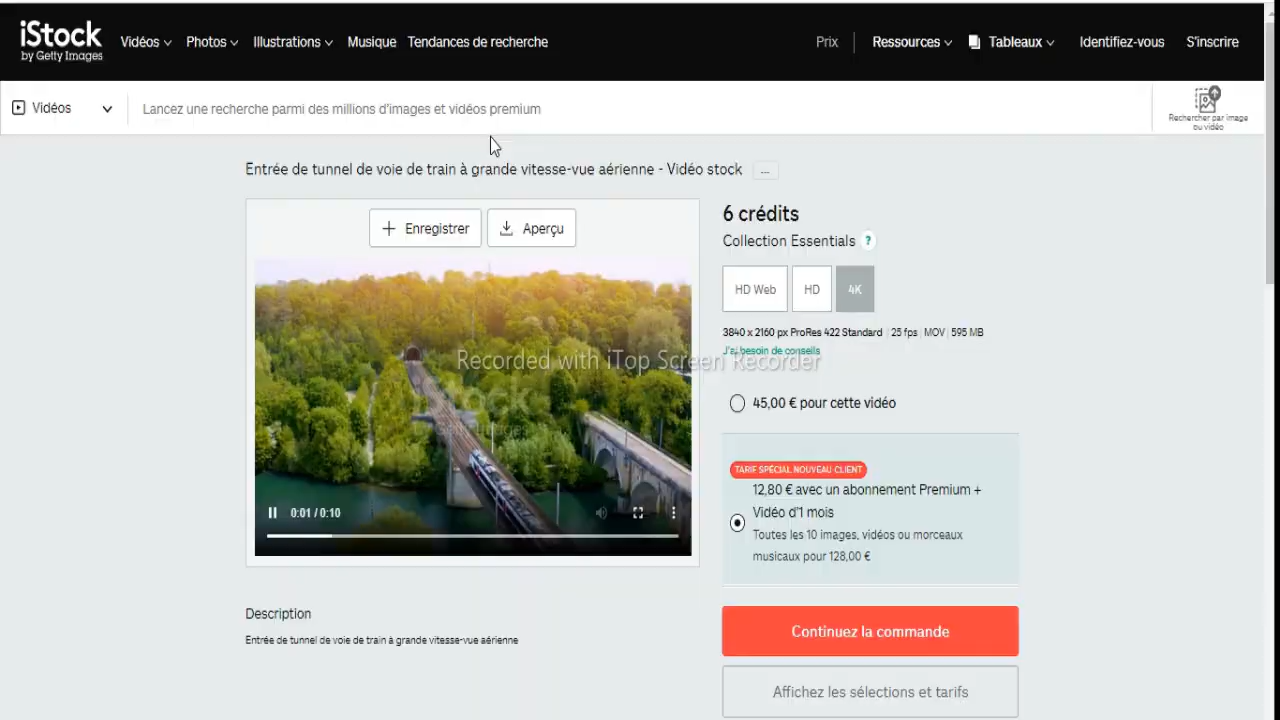 iStock
by Getty Images
Vidéos
Photos
Illustrations
Musique
Tendances de recherche
Prix
Ressources
Tableaux
Identifiez-vous
S'inscrire
Vidéos
Lancez une recherche parmi des millions d'images et vidéos premium
Rechercher par image
ou vidéo
Entrée de tunnel de voie de train à grande vitesse-vue aérienne - Vidéo stock
...
Enregistrer
Aperçu
iStock
by Getty Images
0:01 / 0:10
6 crédits
Collection Essentials ?
HD Web
HD
4K
3840 x 2160 px ProRes 422 Standard | 25 fps | MOV | 595 MB
J'ai besoin de conseils
Recorded with iTop Screen Recorder
45,00 € pour cette vidéo
TARIF SPÉCIAL NOUVEAU CLIENT
12,80 € avec un abonnement Premium +
Vidéo d'1 mois
Toutes les 10 images, vidéos ou morceaux
musicaux pour 128,00 €
Continuez la commande
Affichez les sélections et tarifs
Description
Entrée de tunnel de voie de train à grande vitesse-vue aérienne